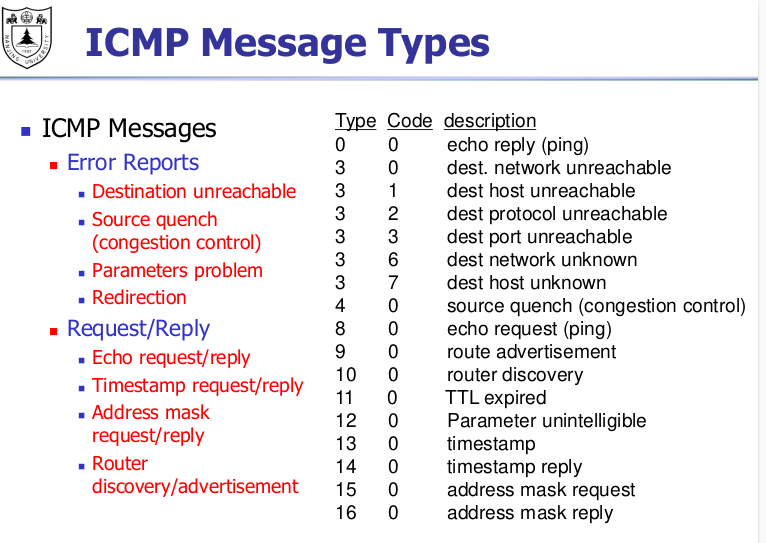 ICMP Message Types
NANJING UNIVERSITY
ICMP Messages
Error Reports
Destination unreachable
Source quench
(congestion control)
Parameters problem
Redirection
Request/Reply
Echo request/reply
Timestamp request/reply
Address mask
request/reply
Router
discovery/advertisement
Type Code description
0 0 echo reply (ping)
3 0 dest. network unreachable
3 1 dest host unreachable
3 2 dest protocol unreachable
3 3 dest port unreachable
3 6 dest network unknown
3 7 dest host unknown
4 0 source quench (congestion control)
8 0 echo request (ping)
9 0 route advertisement
10 0 router discovery
11 0 TTL expired
12 0 Parameter unintelligible
13 0 timestamp
14 0 timestamp reply
15 0 address mask request
16 0 address mask reply